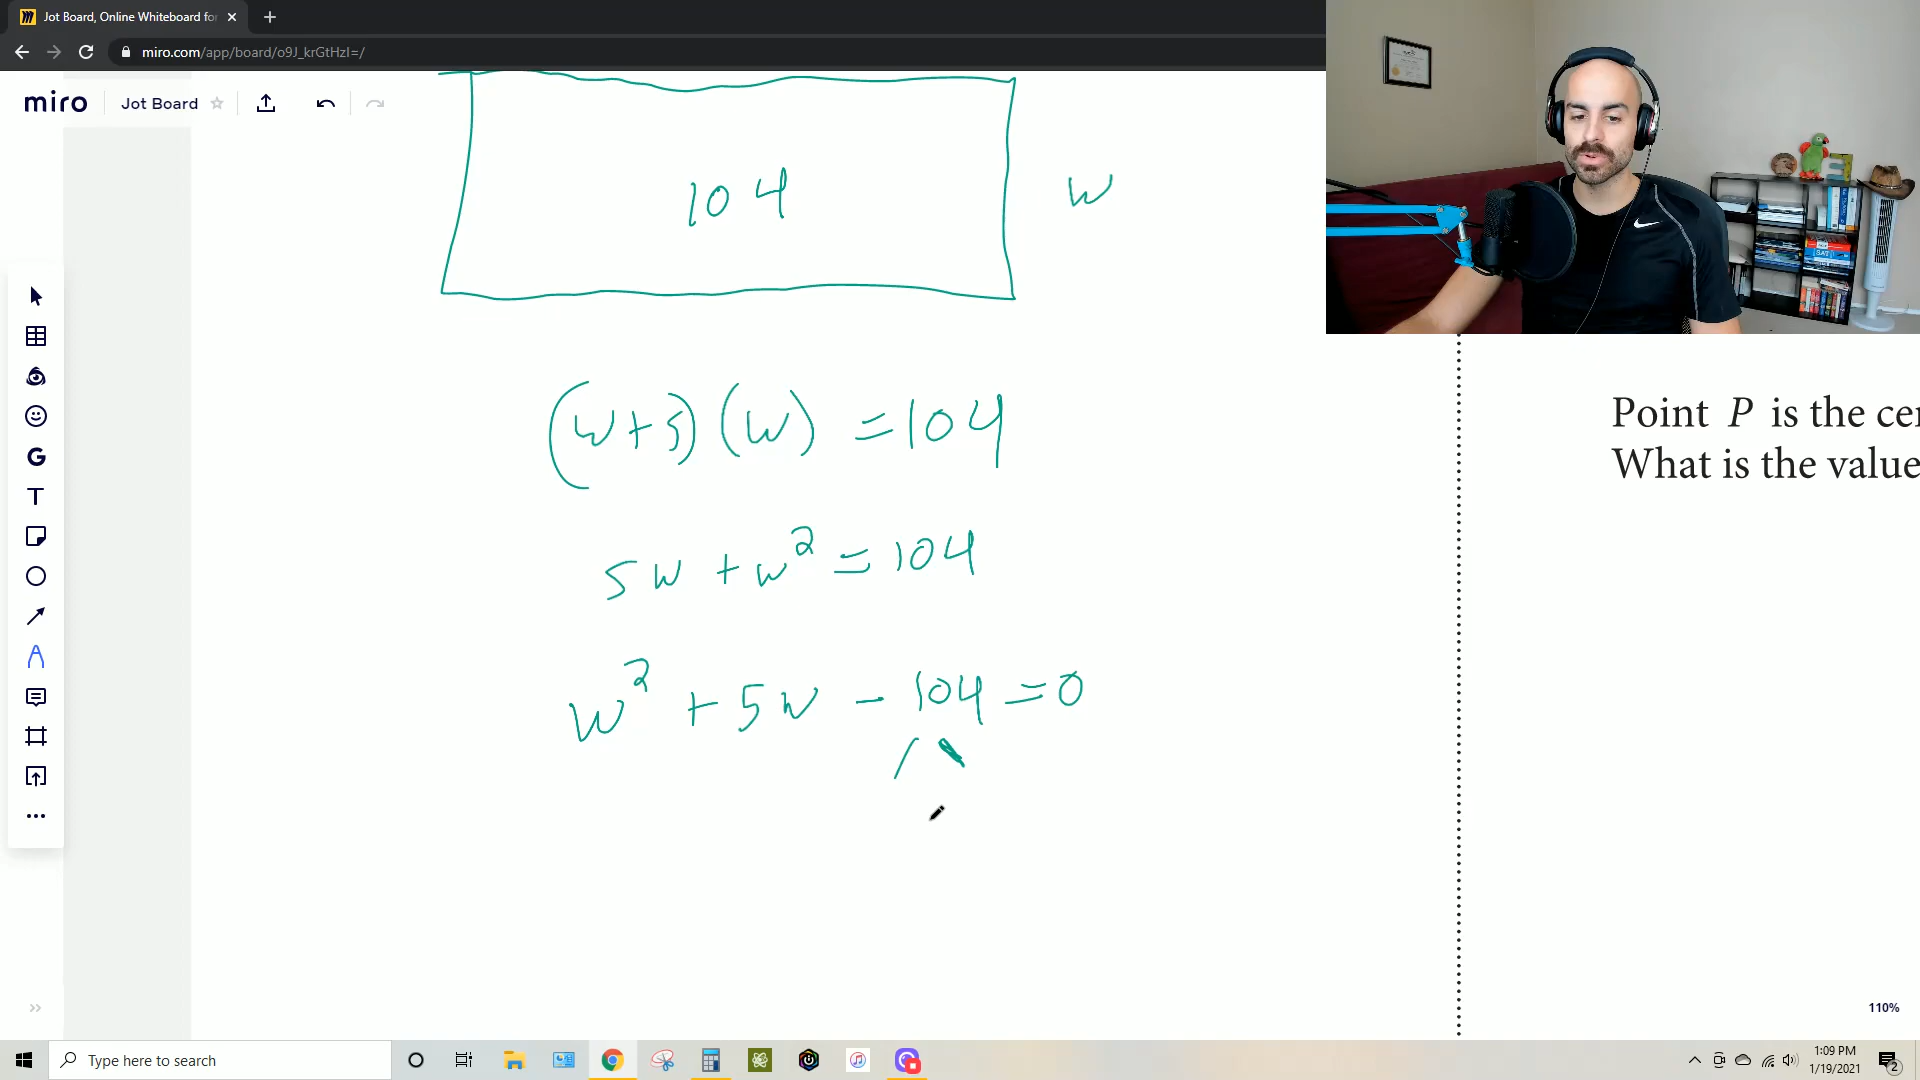 Jot Board, Online Whiteboard for
miro.com/app/board/o9J_krGtHzI=/
miro
Jot Board
104
w
(w+5)(w) = 104
5w + w² = 104
w² + 5w - 104 = 0
Point P is the cer
What is the value
SAT
G
T
110%
Type here to search
1:09 PM
1/19/2021
2